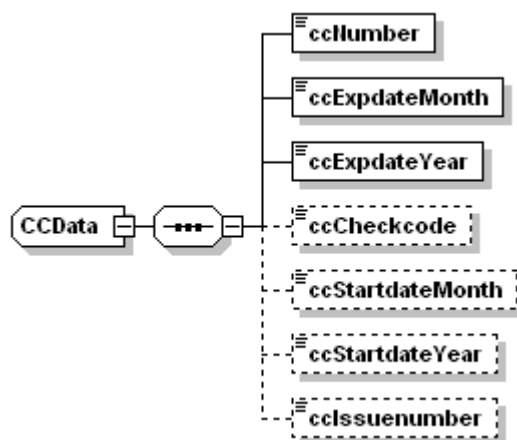 ccNumber
ccExpdateMonth
ccExpdateYear
CCData
ccCheckcode
ccStartdateMonth
ccStartdateYear
ccIssuenumber